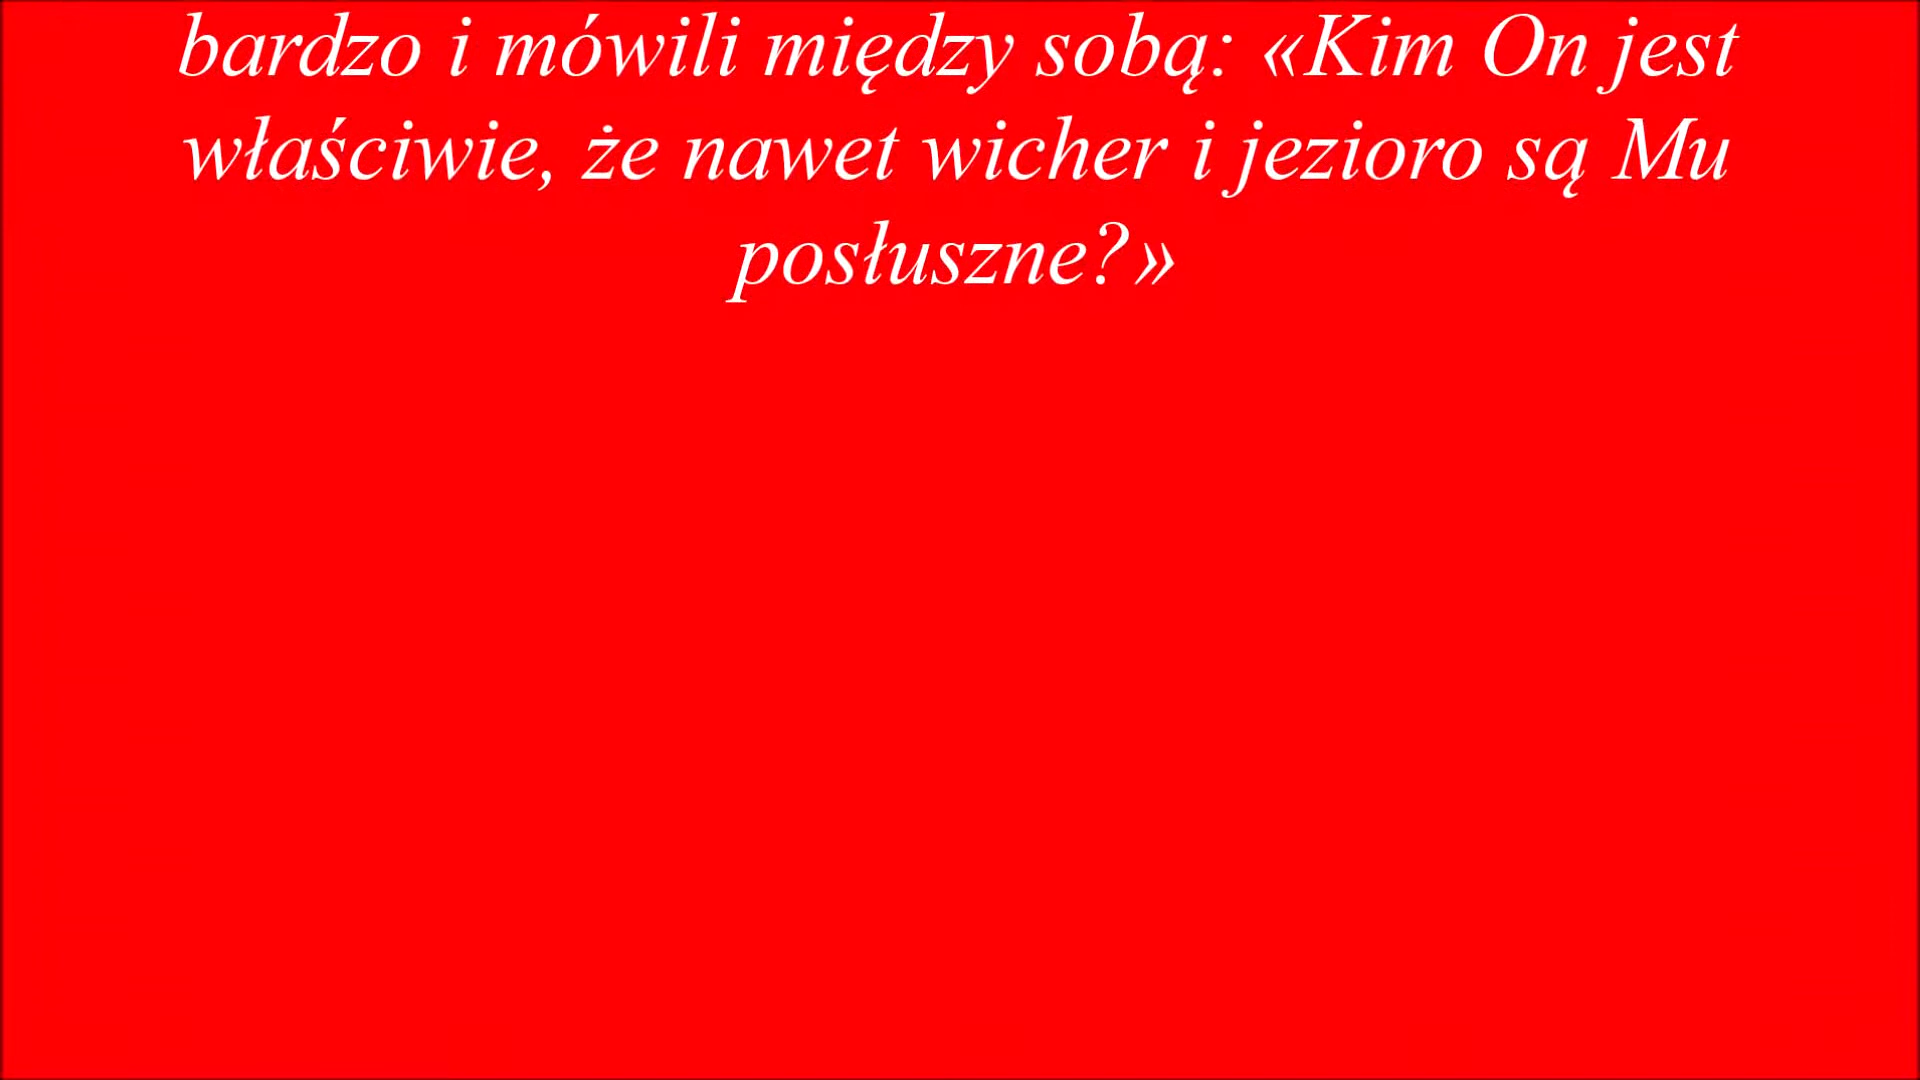 bardzo i mówili między sobą: «Kim On jest
właściwie, że nawet wicher i jezioro są Mu
posłuszne?»